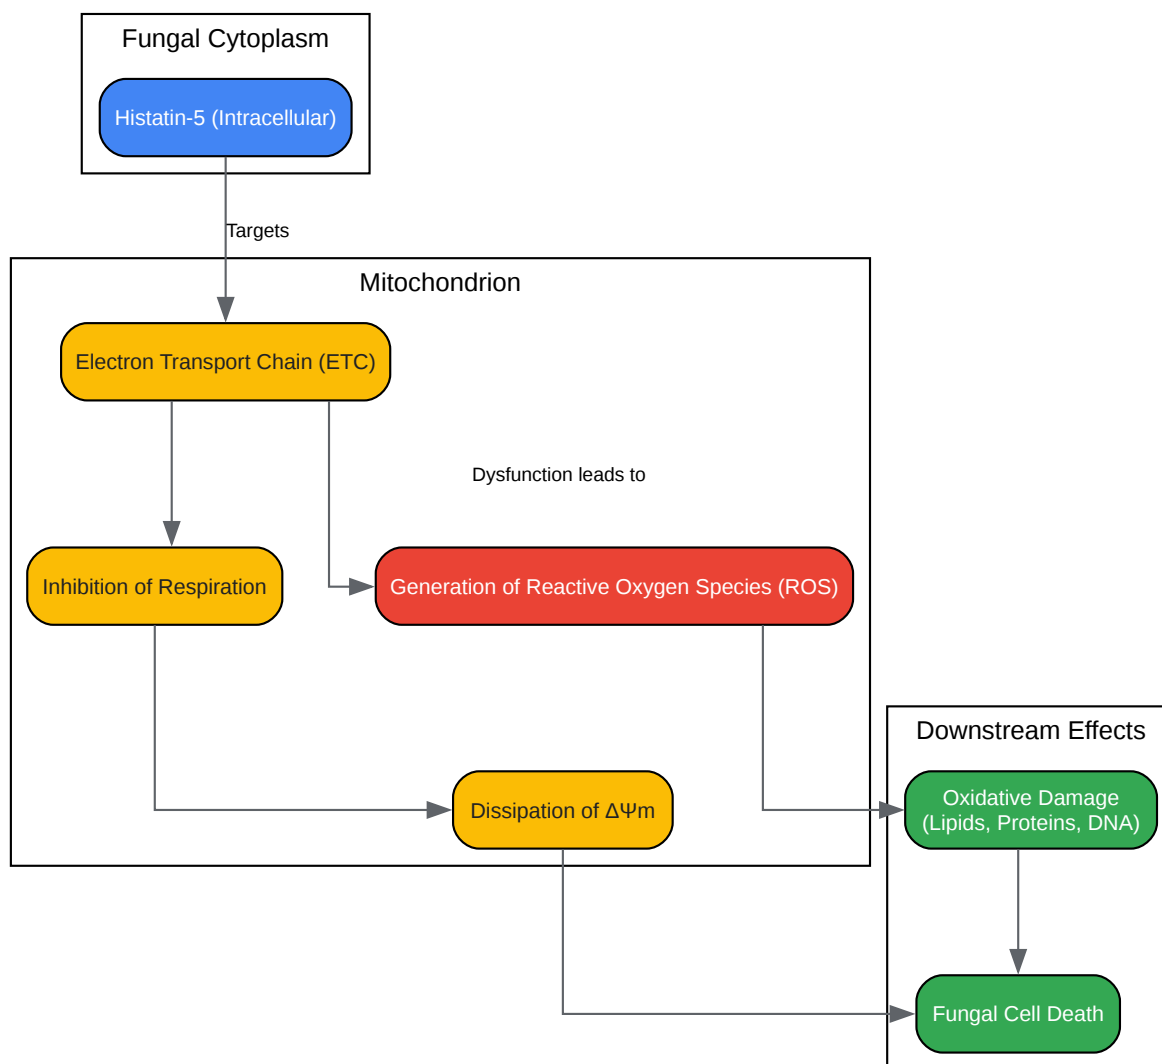 Fungal Cytoplasm
Histatin-5 (Intracellular)
Targets
Mitochondrion
Electron Transport Chain (ETC)
Dysfunction leads to
Inhibition of Respiration
Generation of Reactive Oxygen Species (ROS)
Downstream Effects
Dissipation of ΔΨm
Oxidative Damage
(Lipids, Proteins, DNA)
Fungal Cell Death